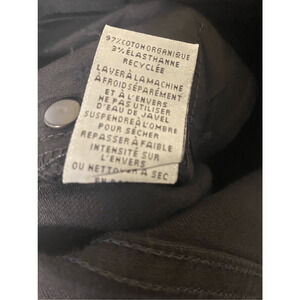 97% COTON ORGANIQUE
3% ÉLASTHANNE
RECYCLÉE
LAVER À LA MACHINE
À FROID SÉPARÉMENT
ET À L'ENVERS
NE PAS UTILISER
D'EAU DE JAVEL
SUSPENDRE À L'OMBRE
POUR SÉCHER
REPASSER À FAIBLE
INTENSITÉ SUR
L'ENVERS
OU NETTOYER À SEC